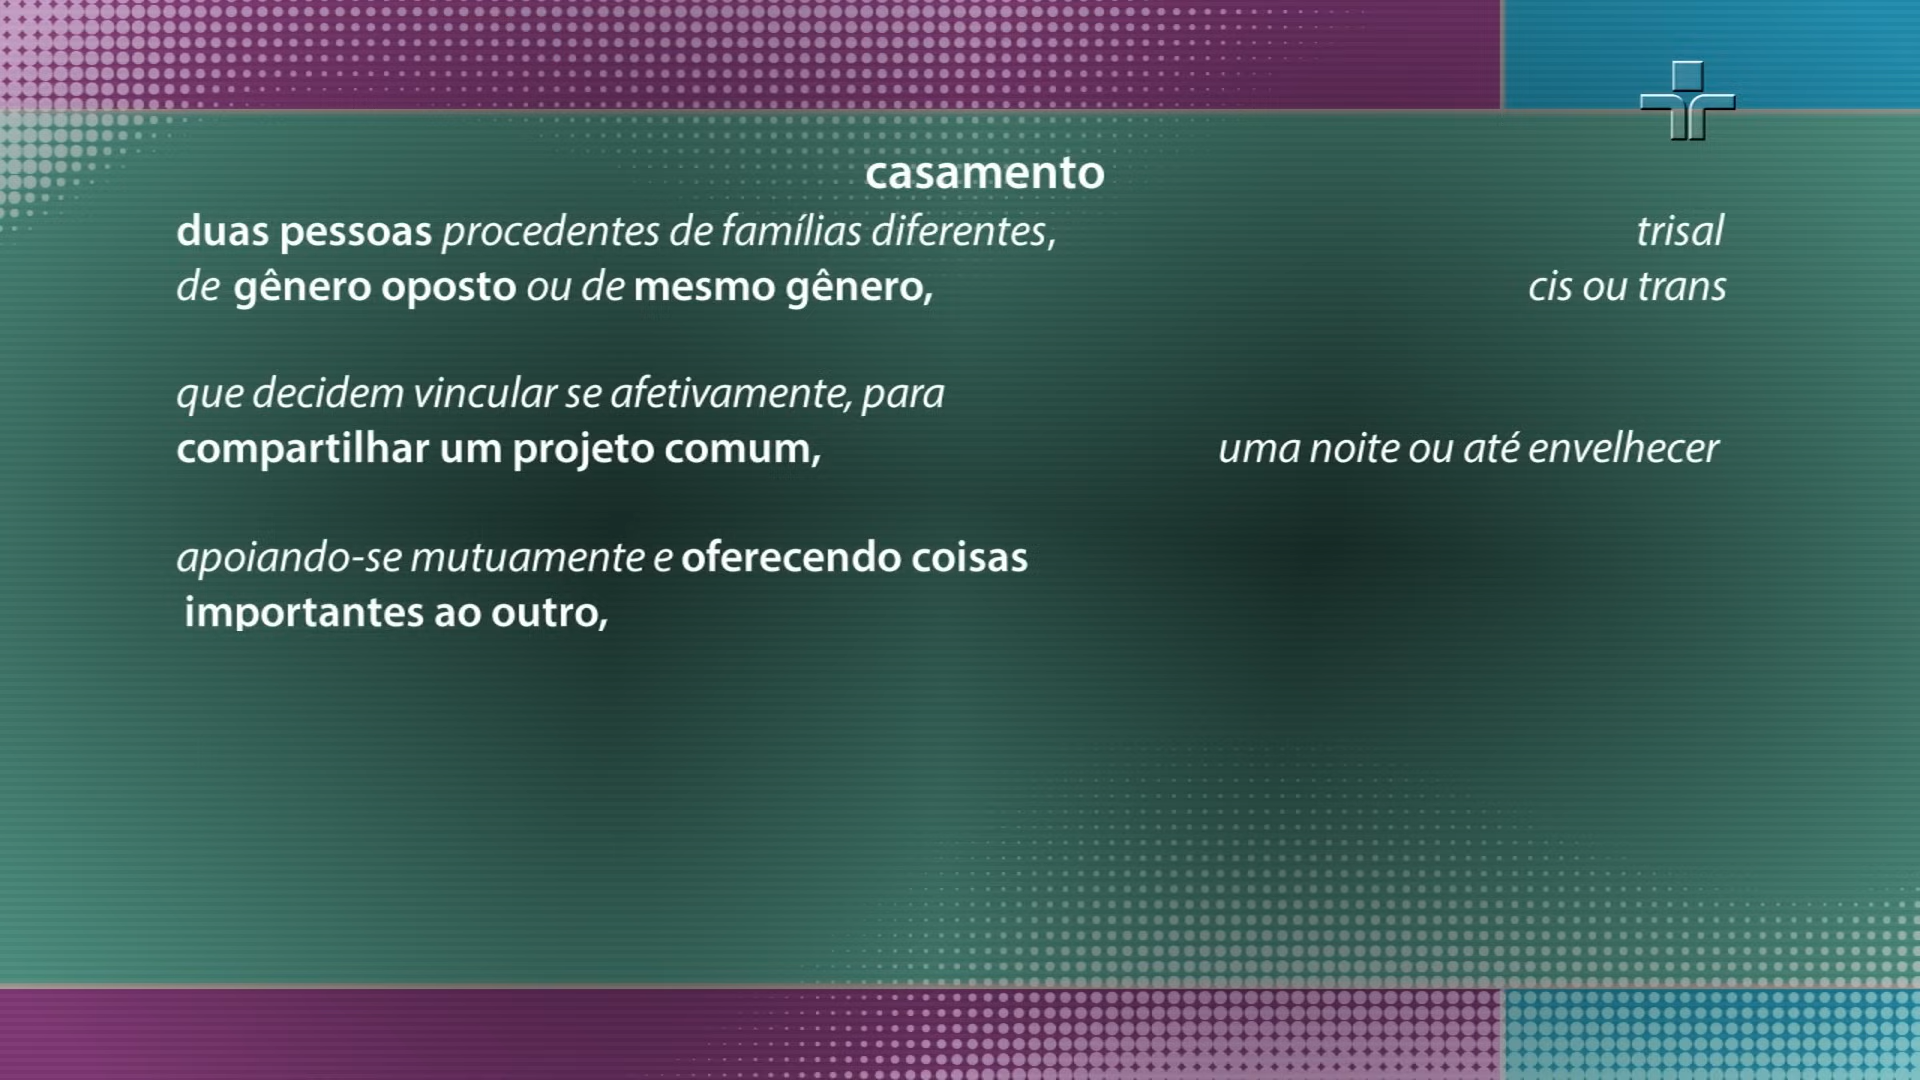 casamento
duas pessoas procedentes de famílias diferentes, trisal
de gênero oposto ou de mesmo gênero, cis ou trans
que decidem vincular se afetivamente, para
compartilhar um projeto comum, uma noite ou até envelhecer
apoiando-se mutuamente e oferecendo coisas
importantes ao outro,